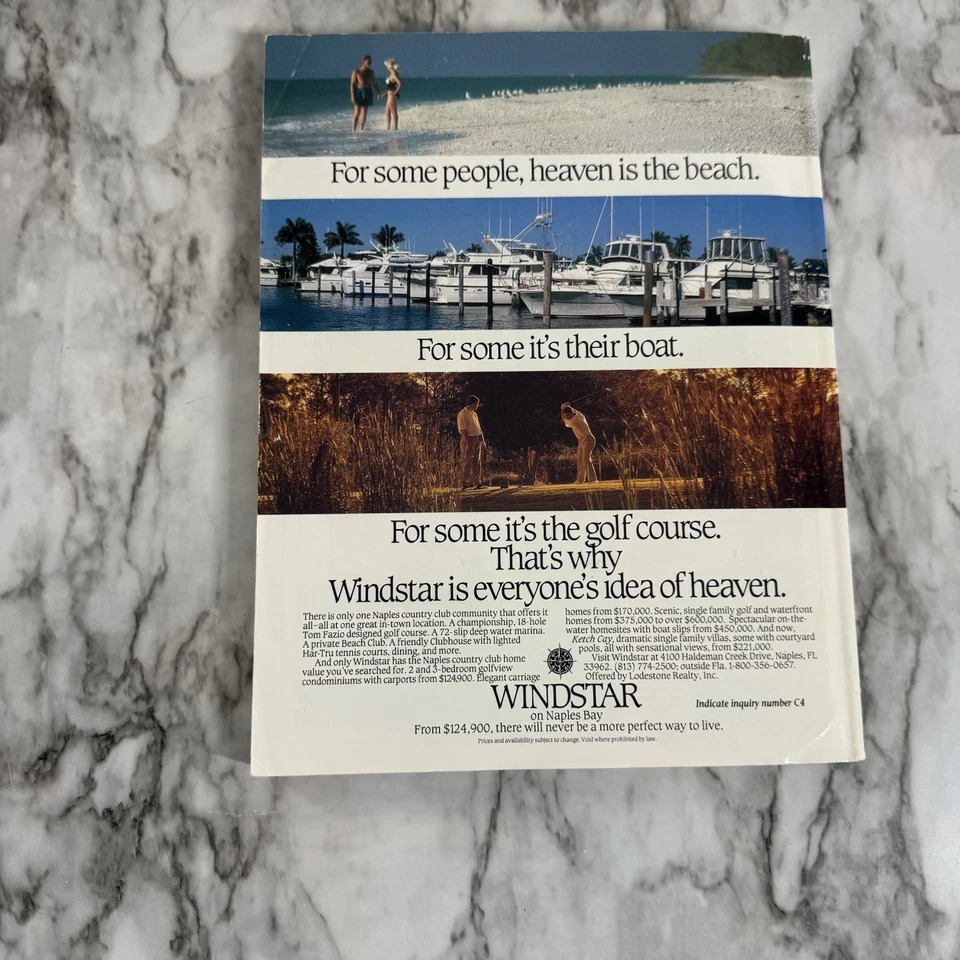 For some people, heaven is the beach.
For some it's their boat.
For some it's the golf course.
That's why
Windstar is everyone's idea of heaven.
There is only one Naples country club community that offers it
all–all at one great in-town location. A championship, 18-hole
Tom Fazio designed golf course. A 72-slip deep water marina.
A private Beach Club. A friendly Clubhouse with lighted
Har-Tru tennis courts, dining, and more.
And only Windstar has the Naples country club home
value you've searched for. 2 and 3-bedroom golfview
condominiums with carports from $124,900. Elegant carriage
homes from $170,000. Scenic, single family golf and waterfront
homes from $375,000 to over $600,000. Spectacular on-the-
water homesites with boat slips from $450,000. And now,
Ketch Cay, dramatic single family villas, some with courtyard
pools, all with sensational views, from $221,000.
Visit Windstar at 4100 Haldeman Creek Drive, Naples, FL
33962. (813) 774-2500; outside Fla. 1-800-356-0657.
Offered by Lodestone Realty, Inc.
WINDSTAR
on Naples Bay
Indicate inquiry number C4
From $124,900, there will never be a more perfect way to live.
Prices and availability subject to change. Void where prohibited by law.